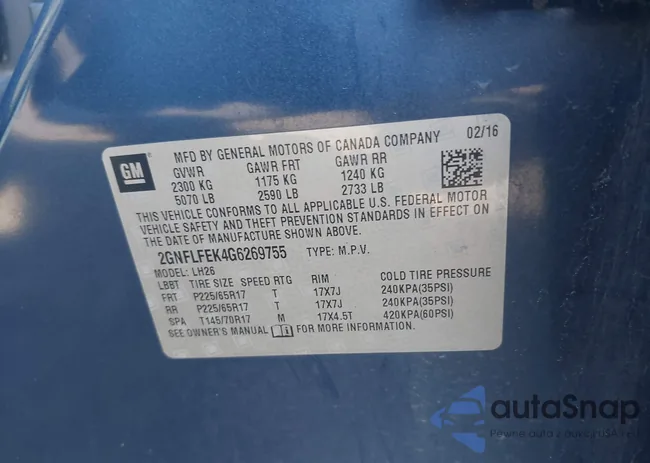 MFD BY GENERAL MOTORS OF CANADA COMPANY 02/16
GM
GVWR GAWR FRT GAWR RR
2300 KG 1175 KG 1240 KG
5070 LB 2590 LB 2733 LB
THIS VEHICLE CONFORMS TO ALL APPLICABLE U.S. FEDERAL MOTOR
VEHICLE SAFETY AND THEFT PREVENTION STANDARDS IN EFFECT ON
THE DATE OF MANUFACTURE SHOWN ABOVE.
2GNFLFEK4G6269755 TYPE: M.P.V.
MODEL: LH26
LBBT TIRE SIZE SPEED RTG RIM COLD TIRE PRESSURE
FRT P225/65R17 T 17X7J 240KPA(35PSI)
RR P225/65R17 T 17X7J 240KPA(35PSI)
SPA T145/70R17 M 17X4.5T 420KPA(60PSI)
SEE OWNER'S MANUAL FOR MORE INFORMATION.
autoSnap
Pewne auta z aukcji USA